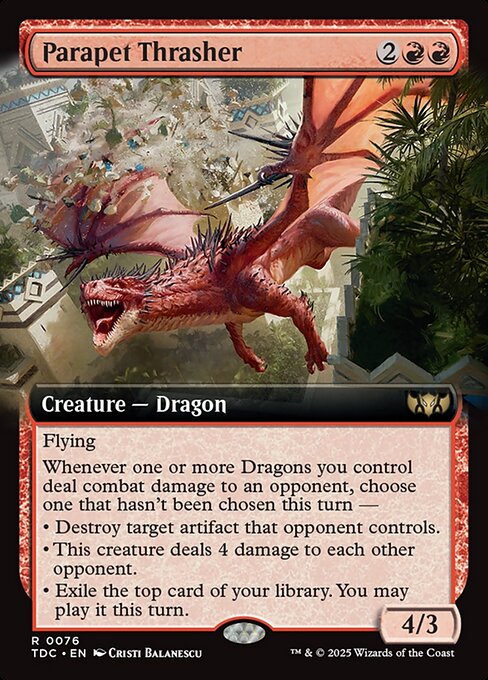 Parapet Thrasher 2
Creature — Dragon
Flying
Whenever one or more Dragons you control
deal combat damage to an opponent, choose
one that hasn't been chosen this turn —
• Destroy target artifact that opponent controls.
• This creature deals 4 damage to each other
opponent.
• Exile the top card of your library. You may
play it this turn.
4/3
R 0076
TDC • EN Cristi Balanescu
™ & © 2025 Wizards of the Coast